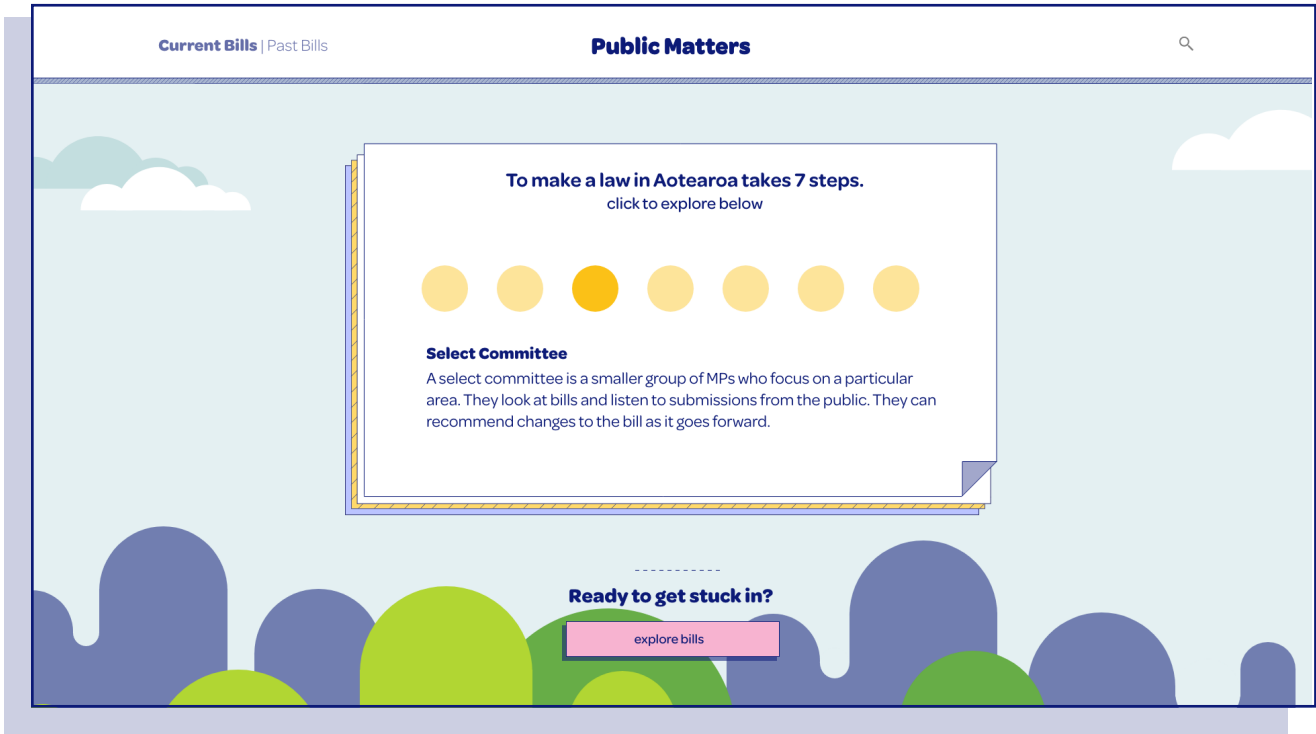 Current Bills | Past Bills
Public Matters
To make a law in Aotearoa takes 7 steps.
click to explore below
Select Committee
A select committee is a smaller group of MPs who focus on a particular
area. They look at bills and listen to submissions from the public. They can
recommend changes to the bill as it goes forward.
Ready to get stuck in?
explore bills